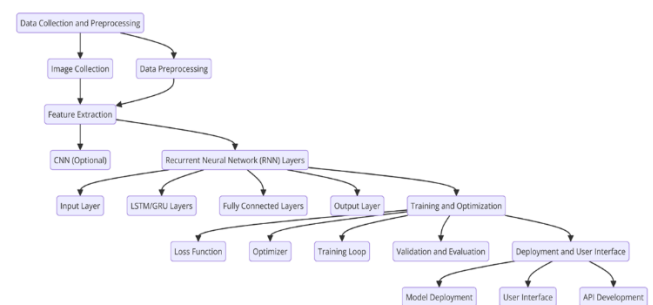 Data Collection and Preprocessing
Image Collection
Data Preprocessing
Feature Extraction
CNN (Optional)
Recurrent Neural Network (RNN) Layers
Input Layer
LSTM/GRU Layers
Fully Connected Layers
Output Layer
Training and Optimization
Loss Function
Optimizer
Training Loop
Validation and Evaluation
Deployment and User Interface
Model Deployment
User Interface
API Development